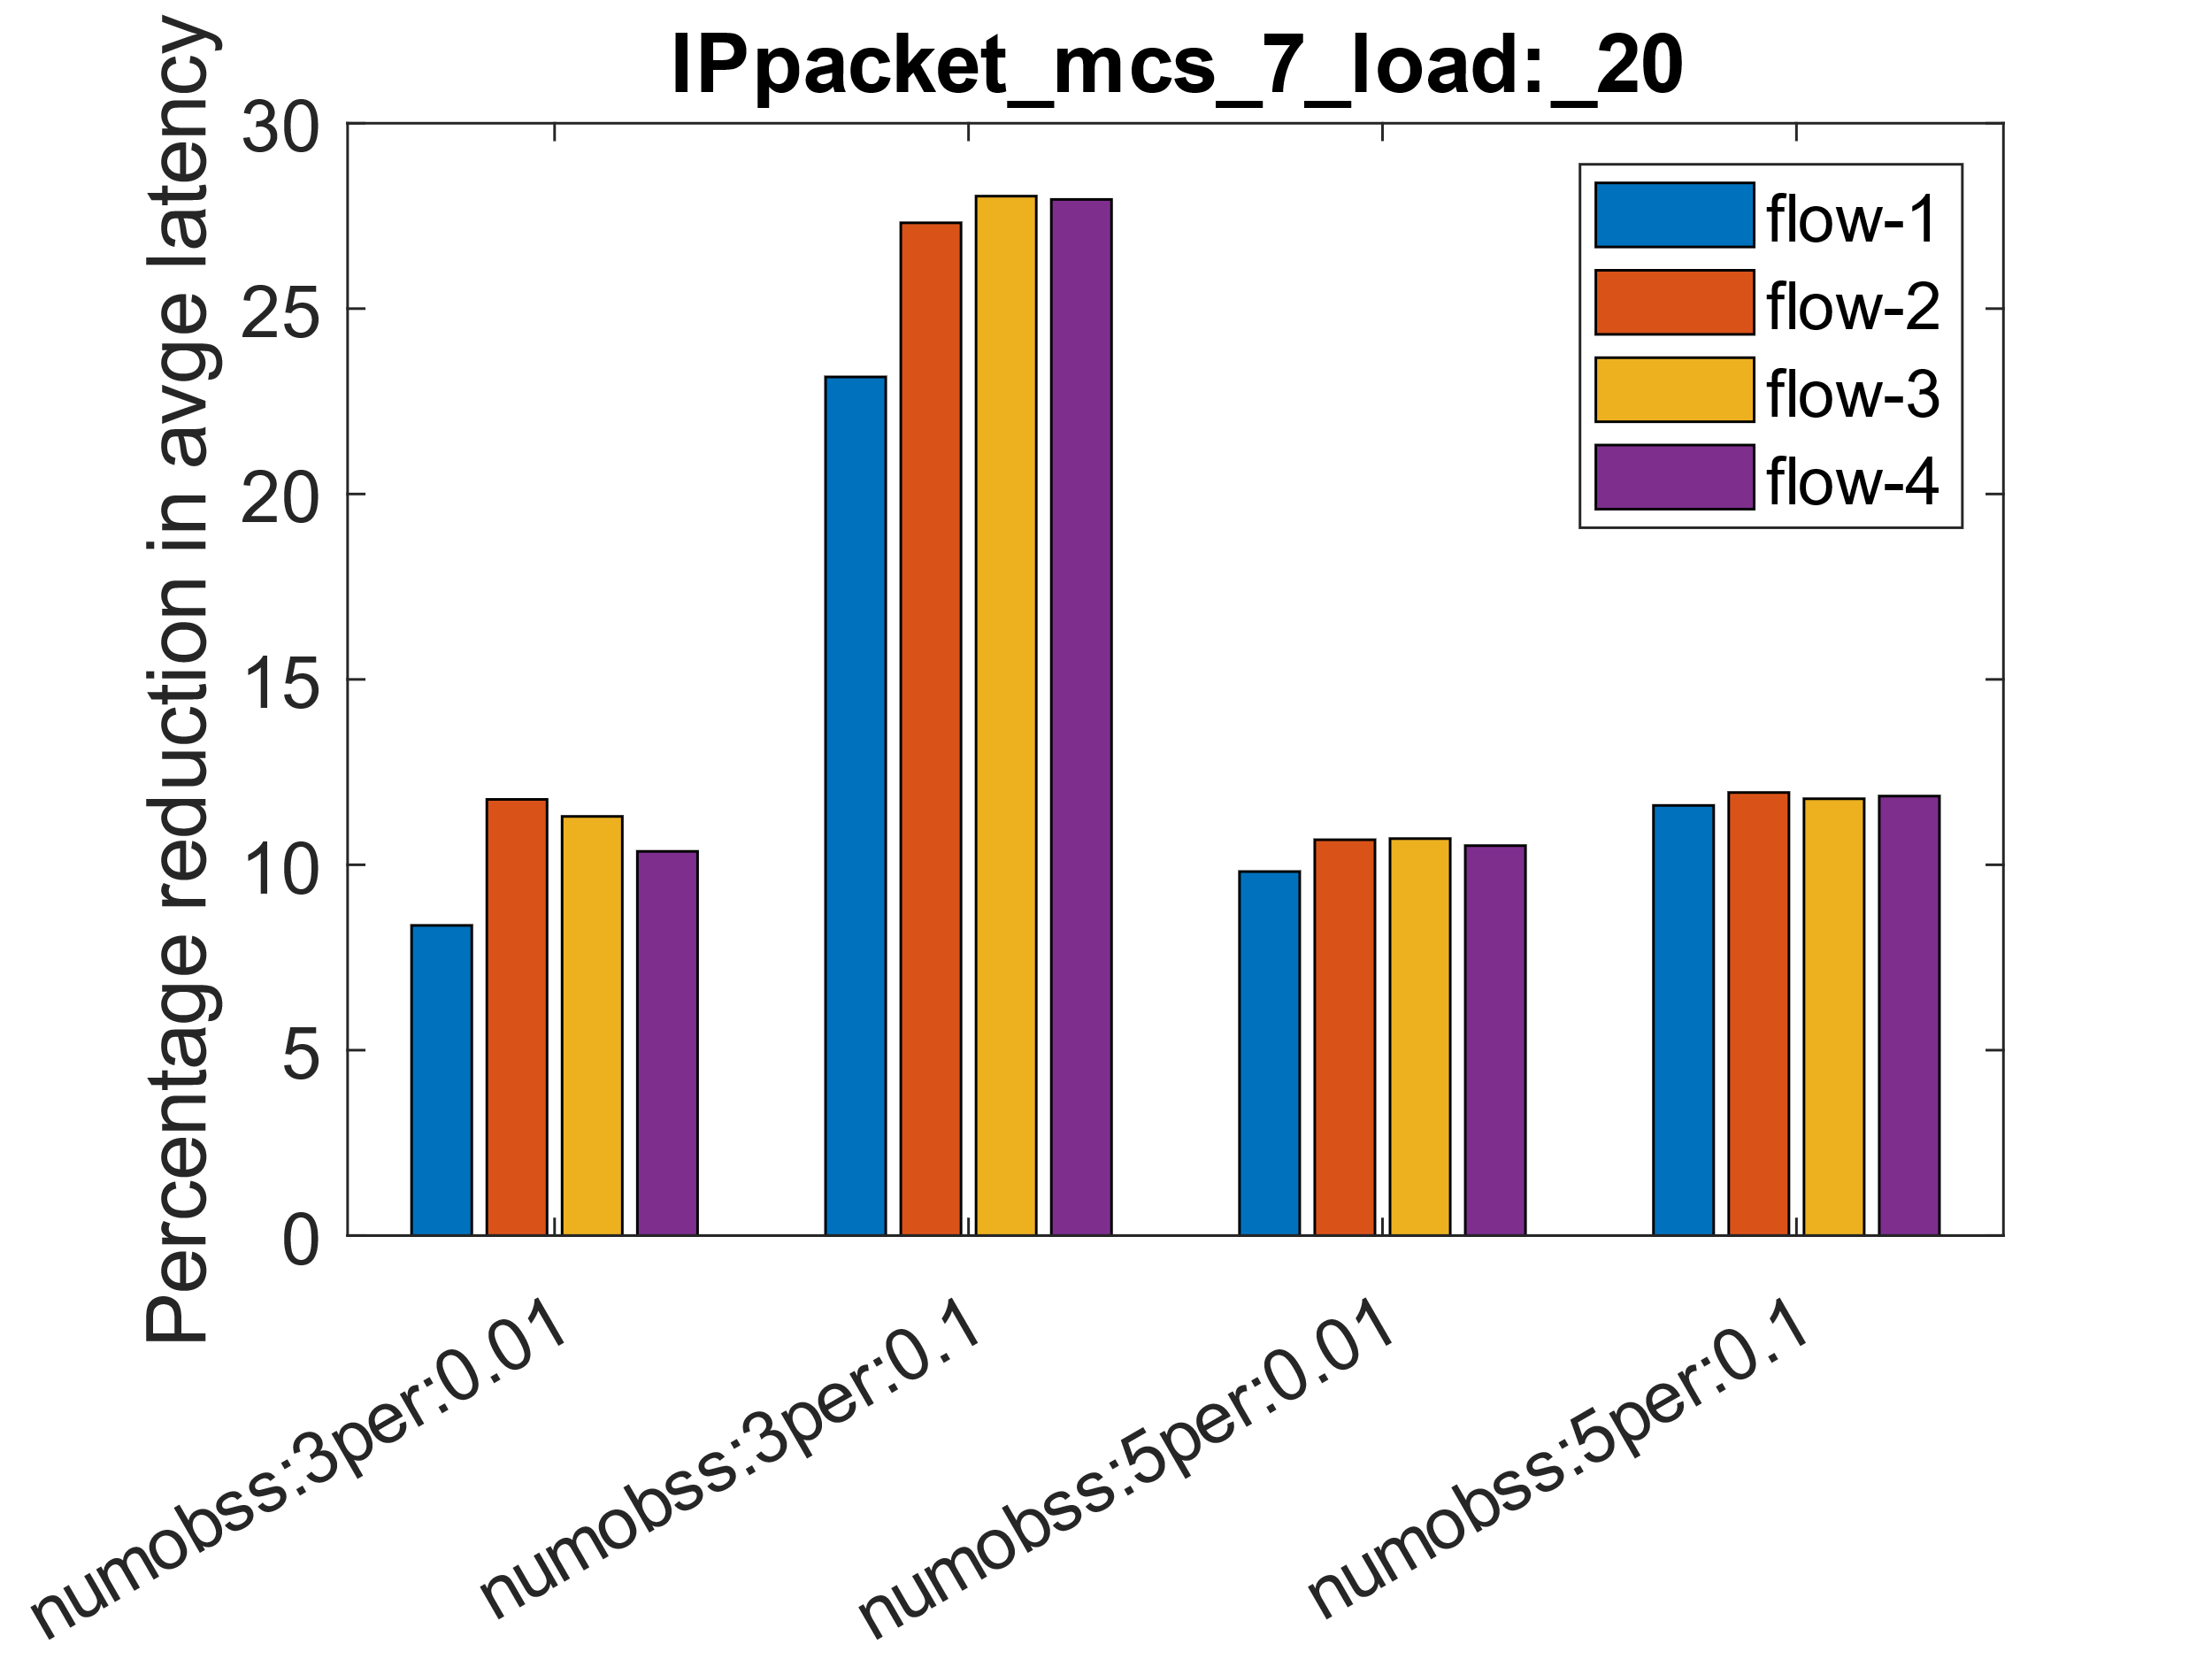 IPpacket_mcs_7_load:_20
Percentage reduction in avge latency
30
25
20
15
10
5
0
flow-1
flow-2
flow-3
flow-4
numobss:3per:0.01
numobss:3per:0.1
numobss:5per:0.01
numobss:5per:0.1